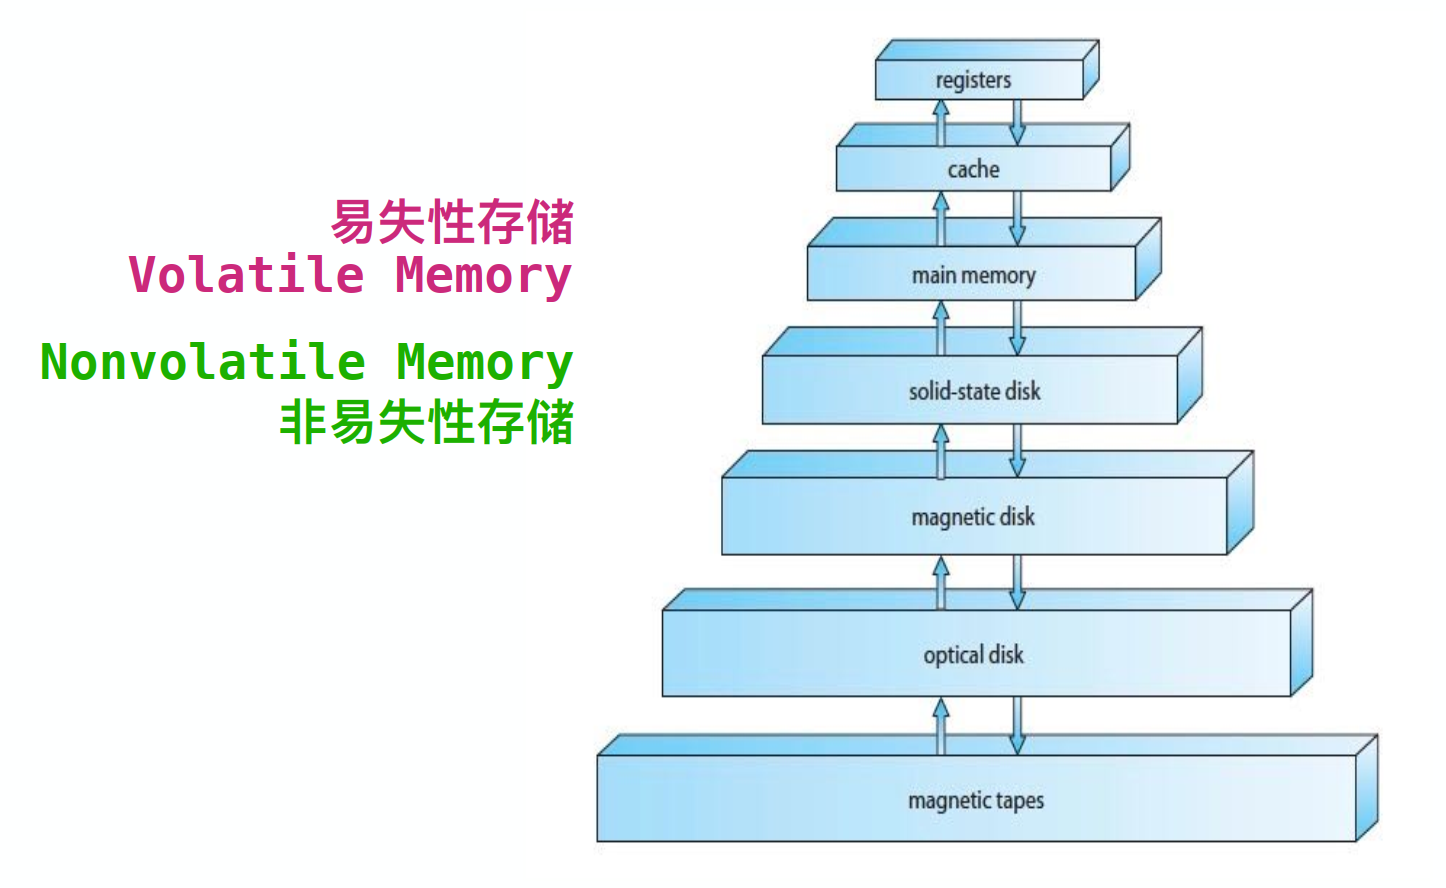 易失性存储
Volatile Memory
Nonvolatile Memory
非易失性存储
registers
cache
main memory
solid-state disk
magnetic disk
optical disk
magnetic tapes